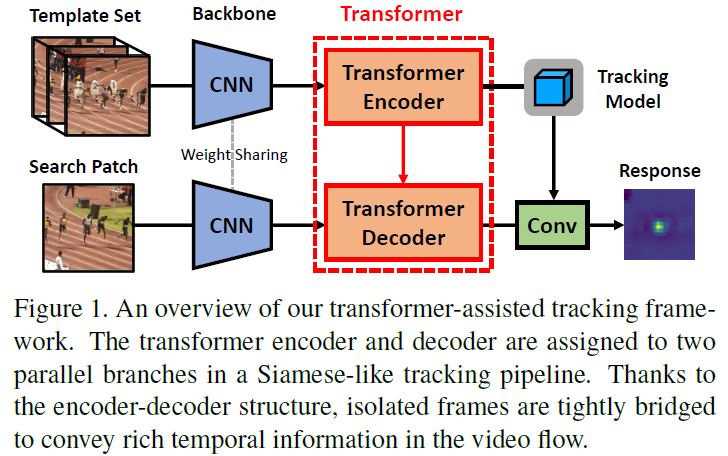 Template Set
Backbone
Transformer
CNN
Transformer
Encoder
Tracking
Model
Weight Sharing
Search Patch
CNN
Transformer
Decoder
Conv
Response
Figure 1. An overview of our transformer-assisted tracking frame-
work. The transformer encoder and decoder are assigned to two
parallel branches in a Siamese-like tracking pipeline. Thanks to
the encoder-decoder structure, isolated frames are tightly bridged
to convey rich temporal information in the video flow.